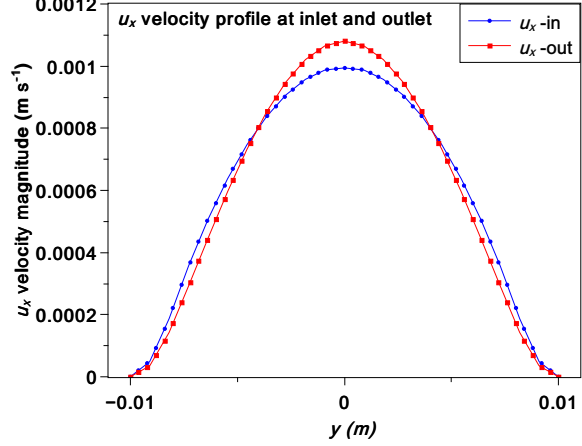 uₓ velocity profile at inlet and outlet
uₓ -in
uₓ -out
uₓ velocity magnitude (m s⁻¹)
0.0012
0.001
0.0008
0.0006
0.0004
0.0002
0
−0.01
0
0.01
y (m)